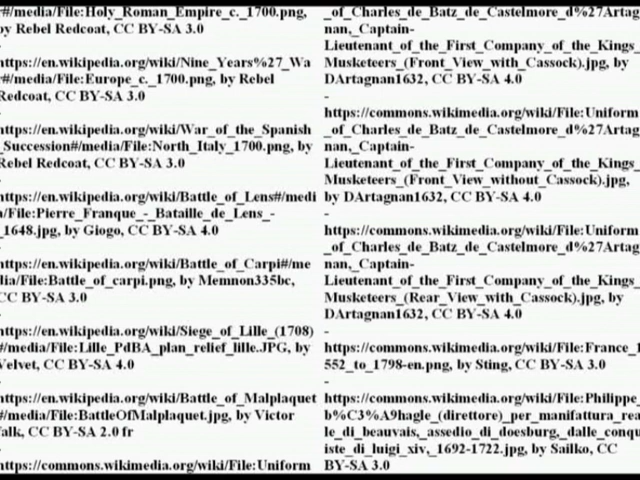 #/media/File:Holy_Roman_Empire_c._1700.png,
by Rebel Redcoat, CC BY-SA 3.0
-
https://en.wikipedia.org/wiki/Nine_Years%27_Wa
r#/media/File:Europe_c._1700.png, by Rebel
Redcoat, CC BY-SA 3.0
-
https://en.wikipedia.org/wiki/War_of_the_Spanish
_Succession#/media/File:North_Italy_1700.png, by
Rebel Redcoat, CC BY-SA 3.0
-
https://en.wikipedia.org/wiki/Battle_of_Lens#/medi
a/File:Pierre_Franque_-_Bataille_de_Lens_-
_1648.jpg, by Giogo, CC BY-SA 4.0
-
https://en.wikipedia.org/wiki/Battle_of_Carpi#/me
dia/File:Battle_of_carpi.png, by Memnon335bc,
CC BY-SA 3.0
-
https://en.wikipedia.org/wiki/Siege_of_Lille_(1708)
#/media/File:Lille_PdBA_plan_relief_lille.JPG, by
Velvet, CC BY-SA 4.0
-
https://en.wikipedia.org/wiki/Battle_of_Malplaquet
#/media/File:BattleOfMalplaquet.jpg, by Victor
falk, CC BY-SA 2.0 fr
-
https://commons.wikimedia.org/wiki/File:Uniform
_of_Charles_de_Batz_de_Castelmore_d%27Artag
nan,_Captain-
Lieutenant_of_the_First_Company_of_the_Kings_
Musketeers_(Front_View_with_Cassock).jpg, by
DArtagnan1632, CC BY-SA 4.0
-
https://commons.wikimedia.org/wiki/File:Uniform
_of_Charles_de_Batz_de_Castelmore_d%27Artag
nan,_Captain-
Lieutenant_of_the_First_Company_of_the_Kings_
Musketeers_(Front_View_without_Cassock).jpg,
by DArtagnan1632, CC BY-SA 4.0
-
https://commons.wikimedia.org/wiki/File:Uniform
_of_Charles_de_Batz_de_Castelmore_d%27Artag
nan,_Captain-
Lieutenant_of_the_First_Company_of_the_Kings_
Musketeers_(Rear_View_with_Cassock).jpg, by
DArtagnan1632, CC BY-SA 4.0
-
https://commons.wikimedia.org/wiki/File:France_1
552_to_1798-en.png, by Sting, CC BY-SA 3.0
-
https://commons.wikimedia.org/wiki/File:Philippe_
b%C3%A9hagle_(direttore)_per_manifattura_rea
le_di_beauvais,_assedio_di_doesburg,_dalle_conqu
iste_di_luigi_xiv,_1692-1722.jpg, by Sailko, CC
BY-SA 3.0